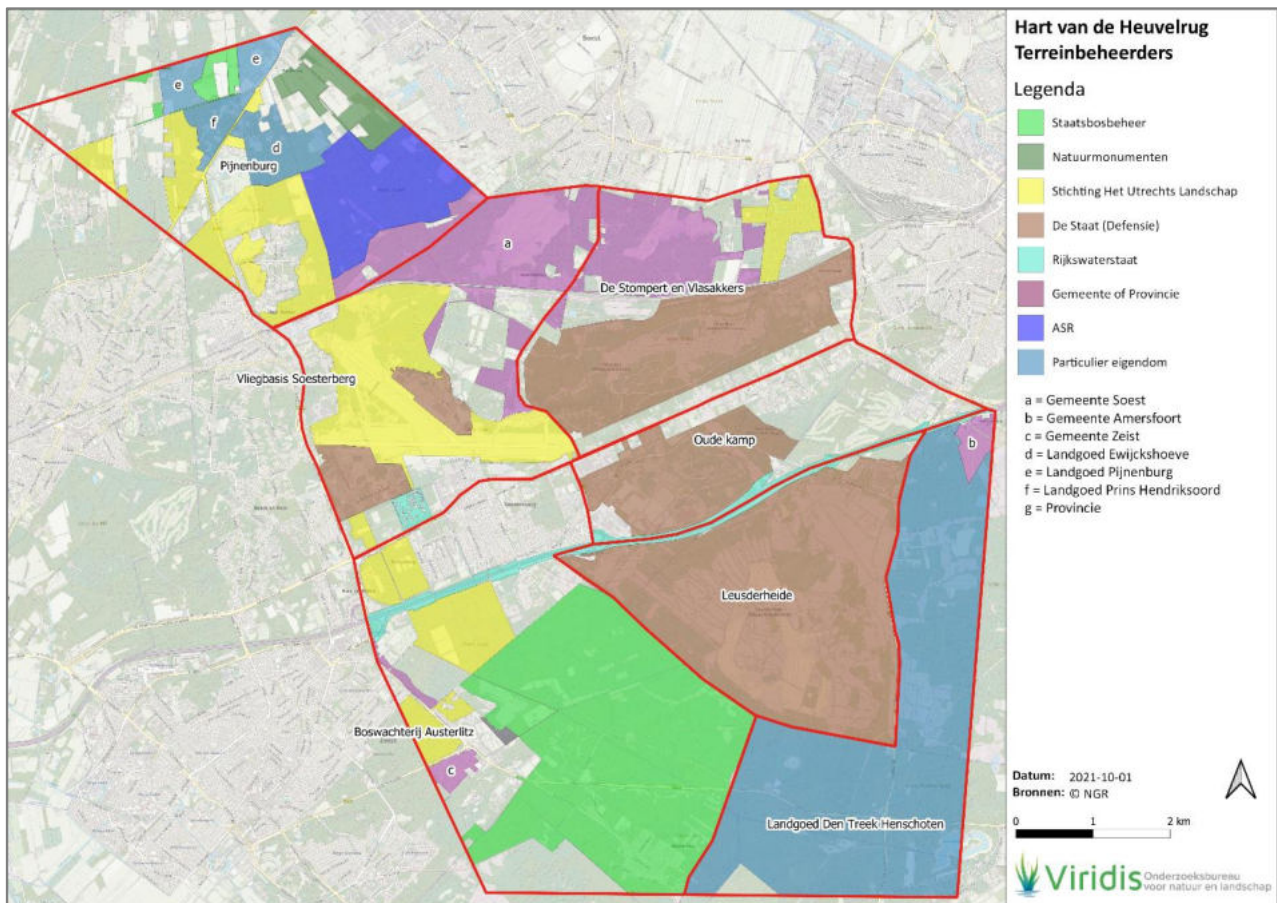 Hart van de Heuvelrug
Terreinbeheerders
Legenda
Staatsbosbeheer
Natuurmonumenten
Stichting Het Utrechts Landschap
De Staat (Defensie)
Rijkswaterstaat
Gemeente of Provincie
ASR
Particulier eigendom
a = Gemeente Soest
b = Gemeente Amersfoort
c = Gemeente Zeist
d = Landgoed Ewijckshoeve
e = Landgoed Pijnenburg
f = Landgoed Prins Hendriksoord
g = Provincie
Datum: 2021-10-01
Bronnen: © NGR
0 1 2 km
Viridis Onderzoeksbureau
voor natuur en landschap
e
e
f
d
Pijnenburg
a
De Stompert en Vlasakkers
Vliegbasis Soesterberg
Oude kamp
b
Leusderheide
Boswachterij Austerlitz
c
Landgoed Den Treek Henschoten